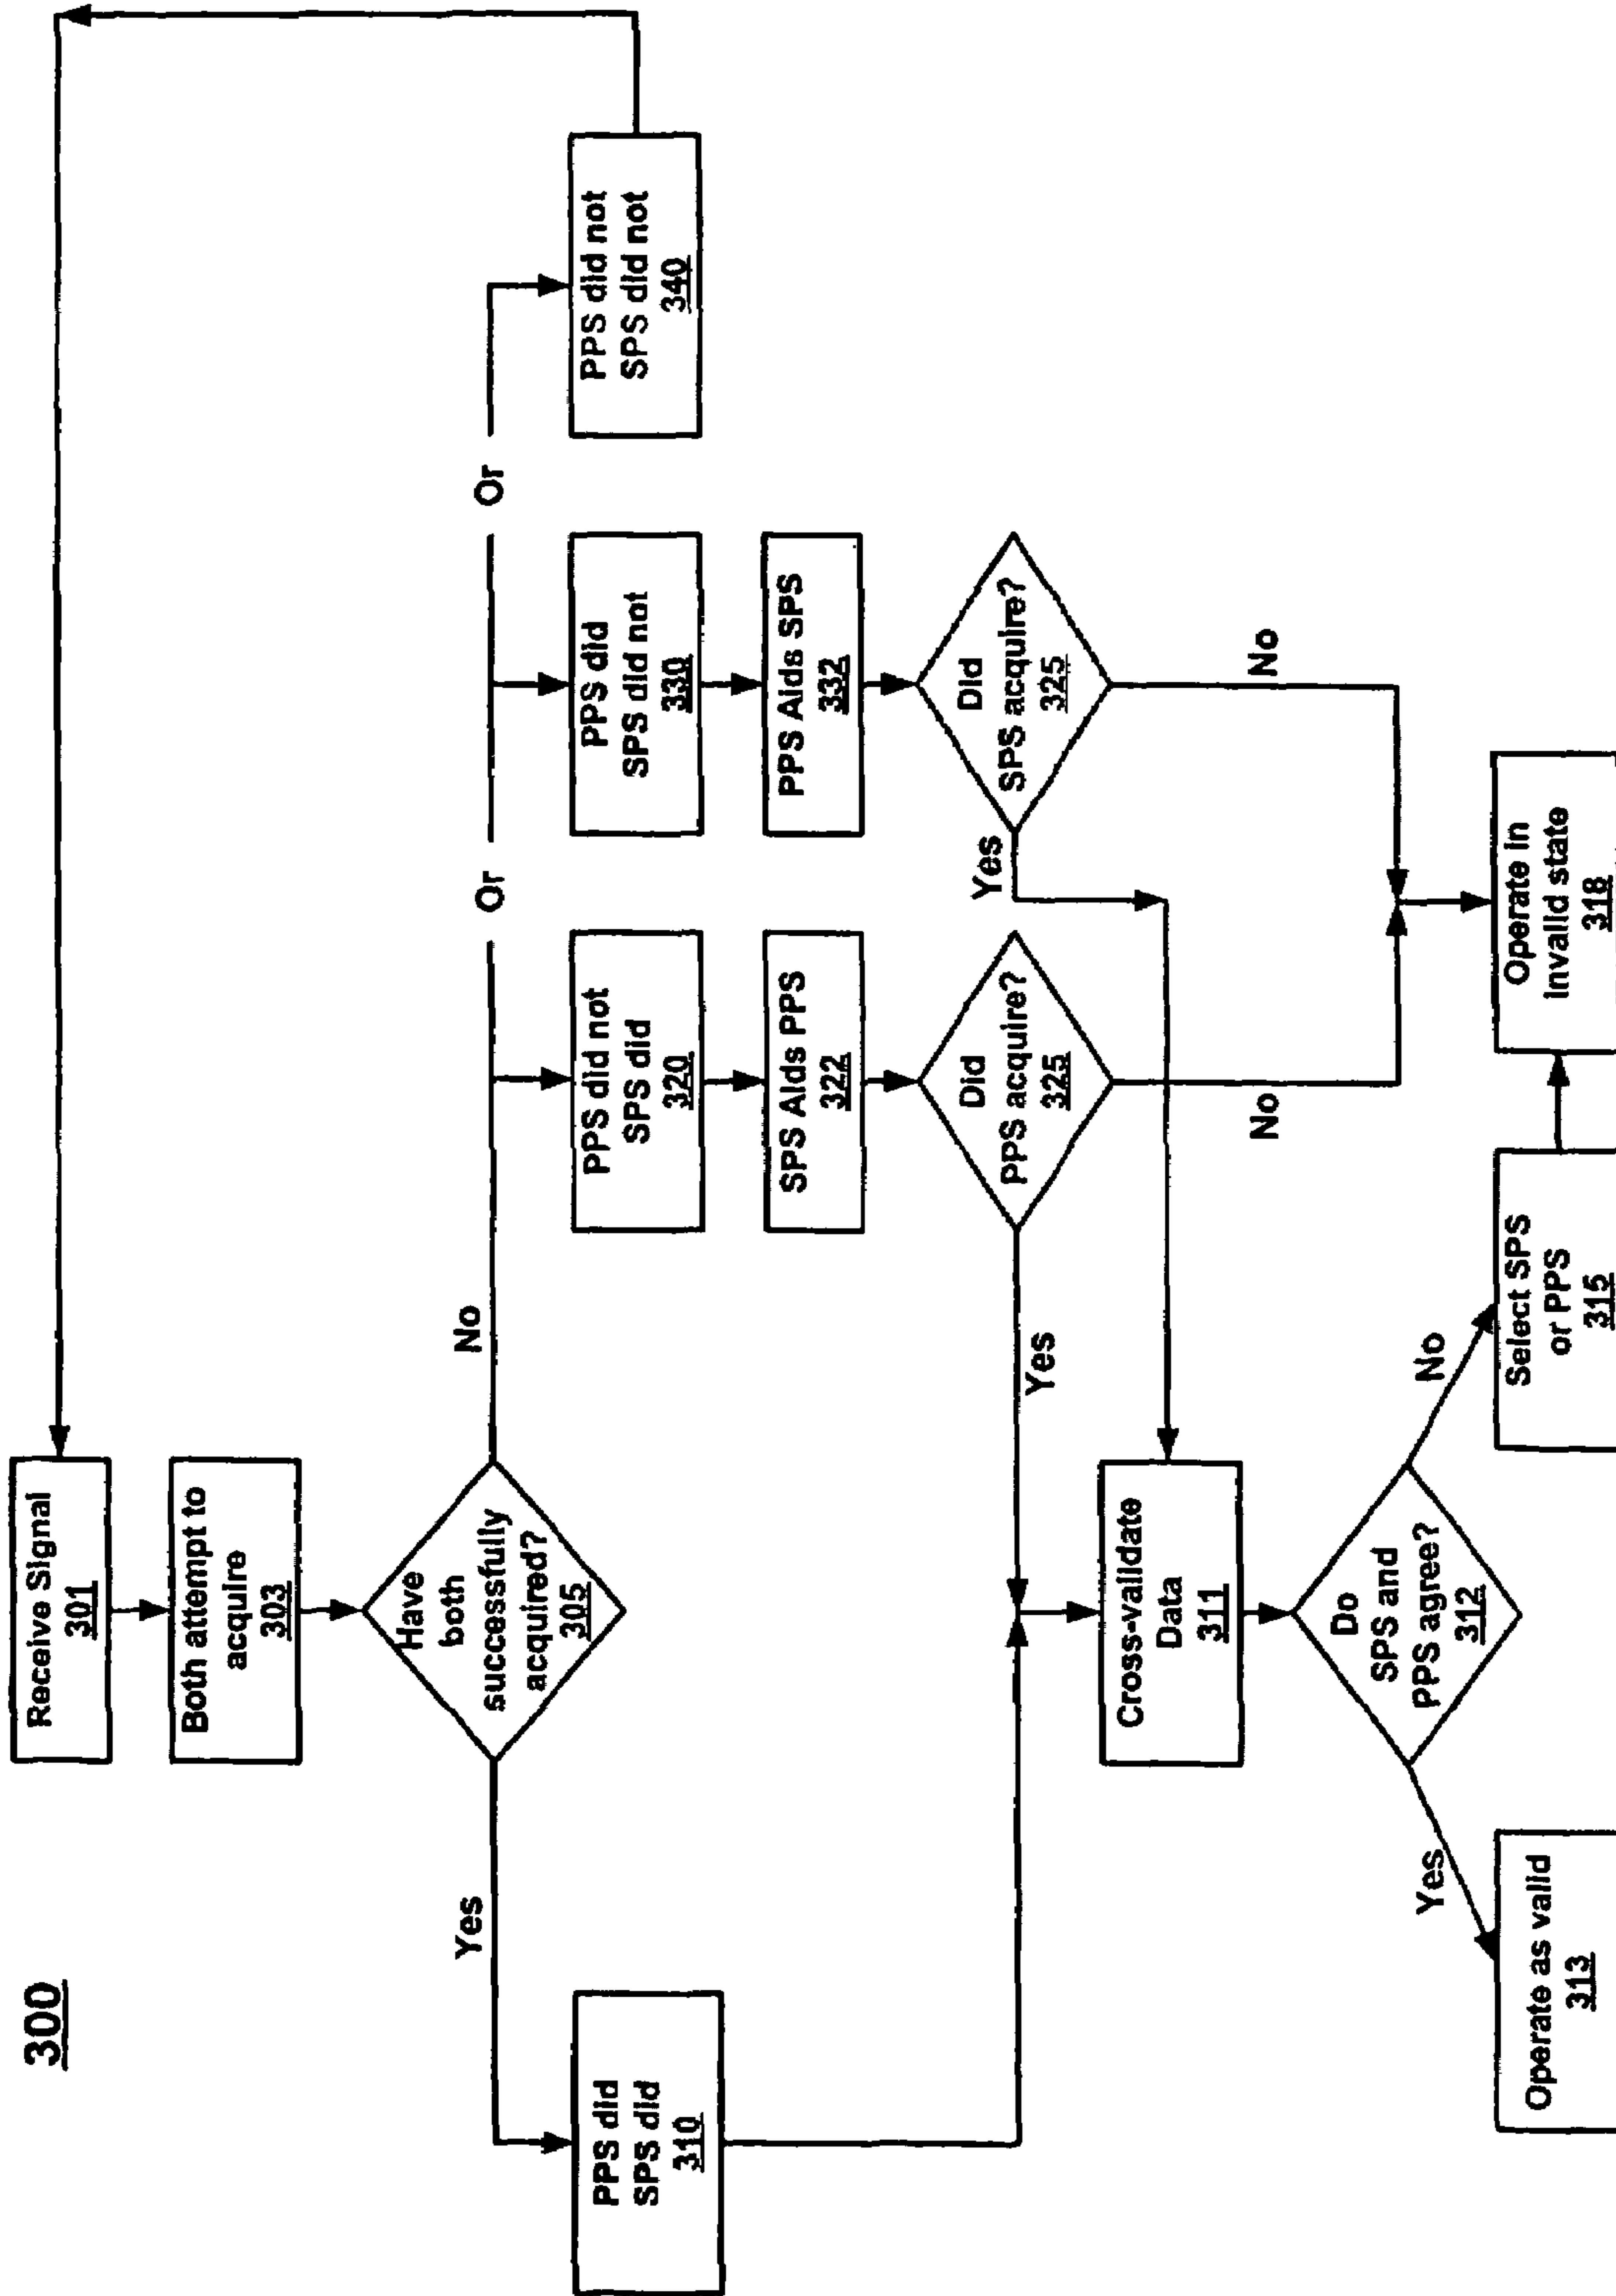 300
Receive Signal
301
Both attempt to
acquire
303
Have
both
successfully
acquired?
305
Yes
No
Or
Or
PPS did
SPS did
310
PPS did not
SPS did
320
PPS did
SPS did not
330
PPS did not
SPS did not
340
SPS Aids PPS
322
PPS Aids SPS
332
Did
PPS acquire?
325
Did
SPS acquire?
325
Yes
Yes
No
No
Cross-validate
Data
311
Do
SPS and
PPS agree?
312
Yes
No
Operate as valid
313
Select SPS
or PPS
315
Operate in
invalid state
318